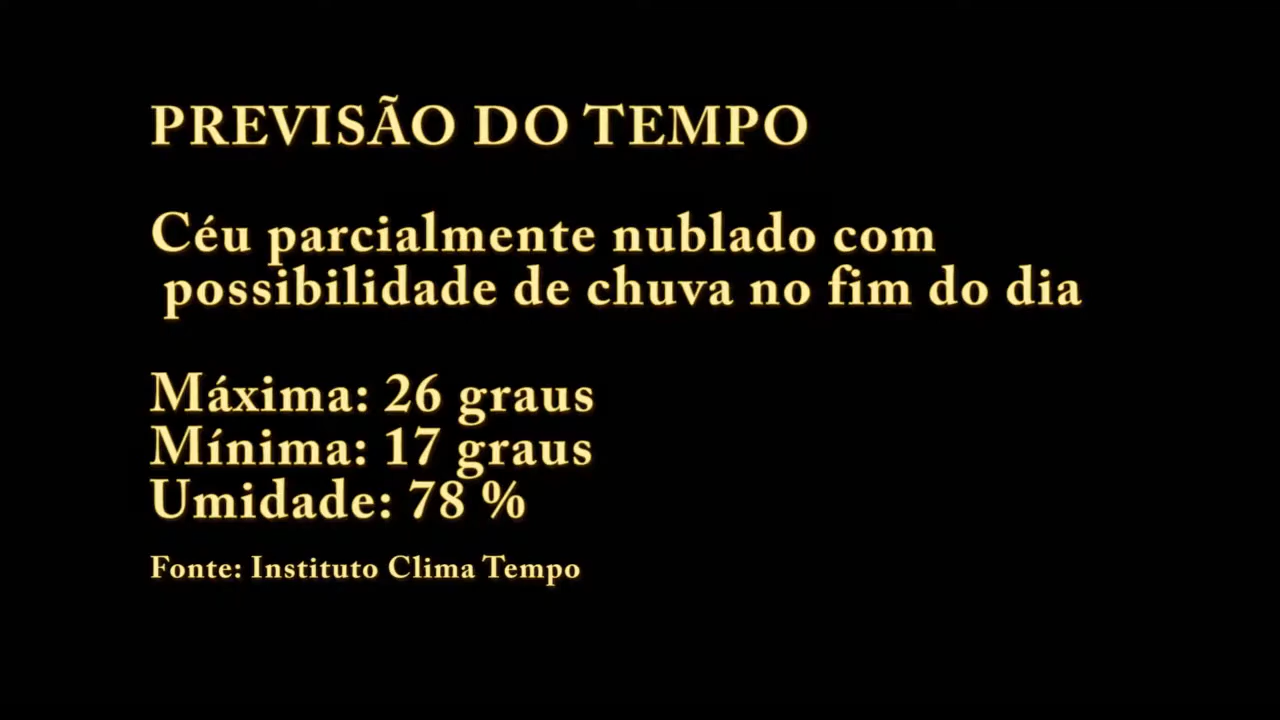 PREVISÃO DO TEMPO
Céu parcialmente nublado com
possibilidade de chuva no fim do dia
Máxima: 26 graus
Mínima: 17 graus
Umidade: 78 %
Fonte: Instituto Clima Tempo